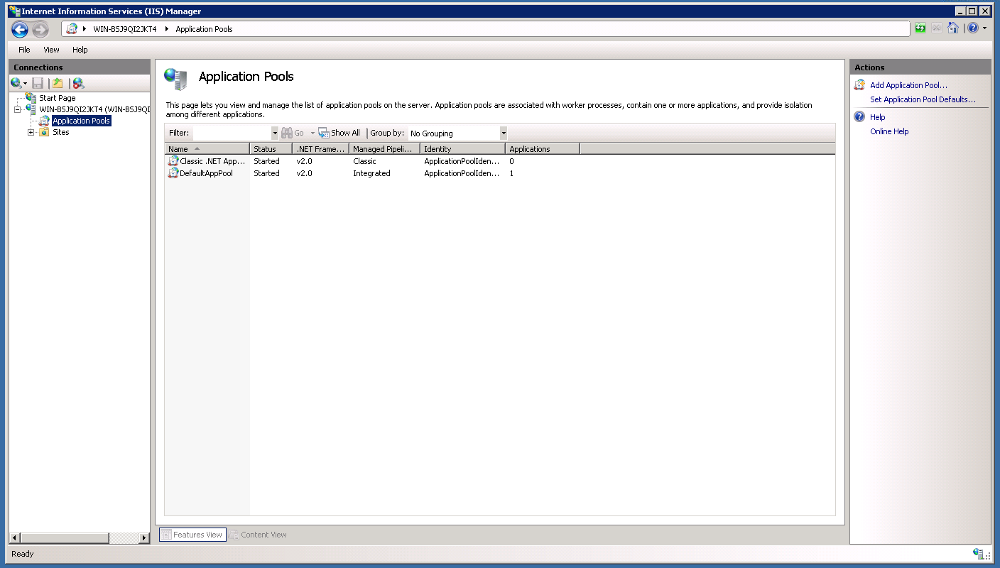 Internet Information Services (IIS) Manager
WIN-BSJ9QI2JKT4 Application Pools
File View Help
Connections
Start Page
WIN-BSJ9QI2JKT4 (WIN-BSJ9QI
Application Pools
Sites
Application Pools
This page lets you view and manage the list of application pools on the server. Application pools are associated with worker processes, contain one or more applications, and provide isolation
among different applications.
Filter: Go Show All Group by: No Grouping
Name Status .NET Frame... Managed Pipeli... Identity Applications
Classic .NET App... Started v2.0 Classic ApplicationPoolIden... 0
DefaultAppPool Started v2.0 Integrated ApplicationPoolIden... 1
Features View Content View
Actions
Add Application Pool...
Set Application Pool Defaults...
Help
Online Help
Ready